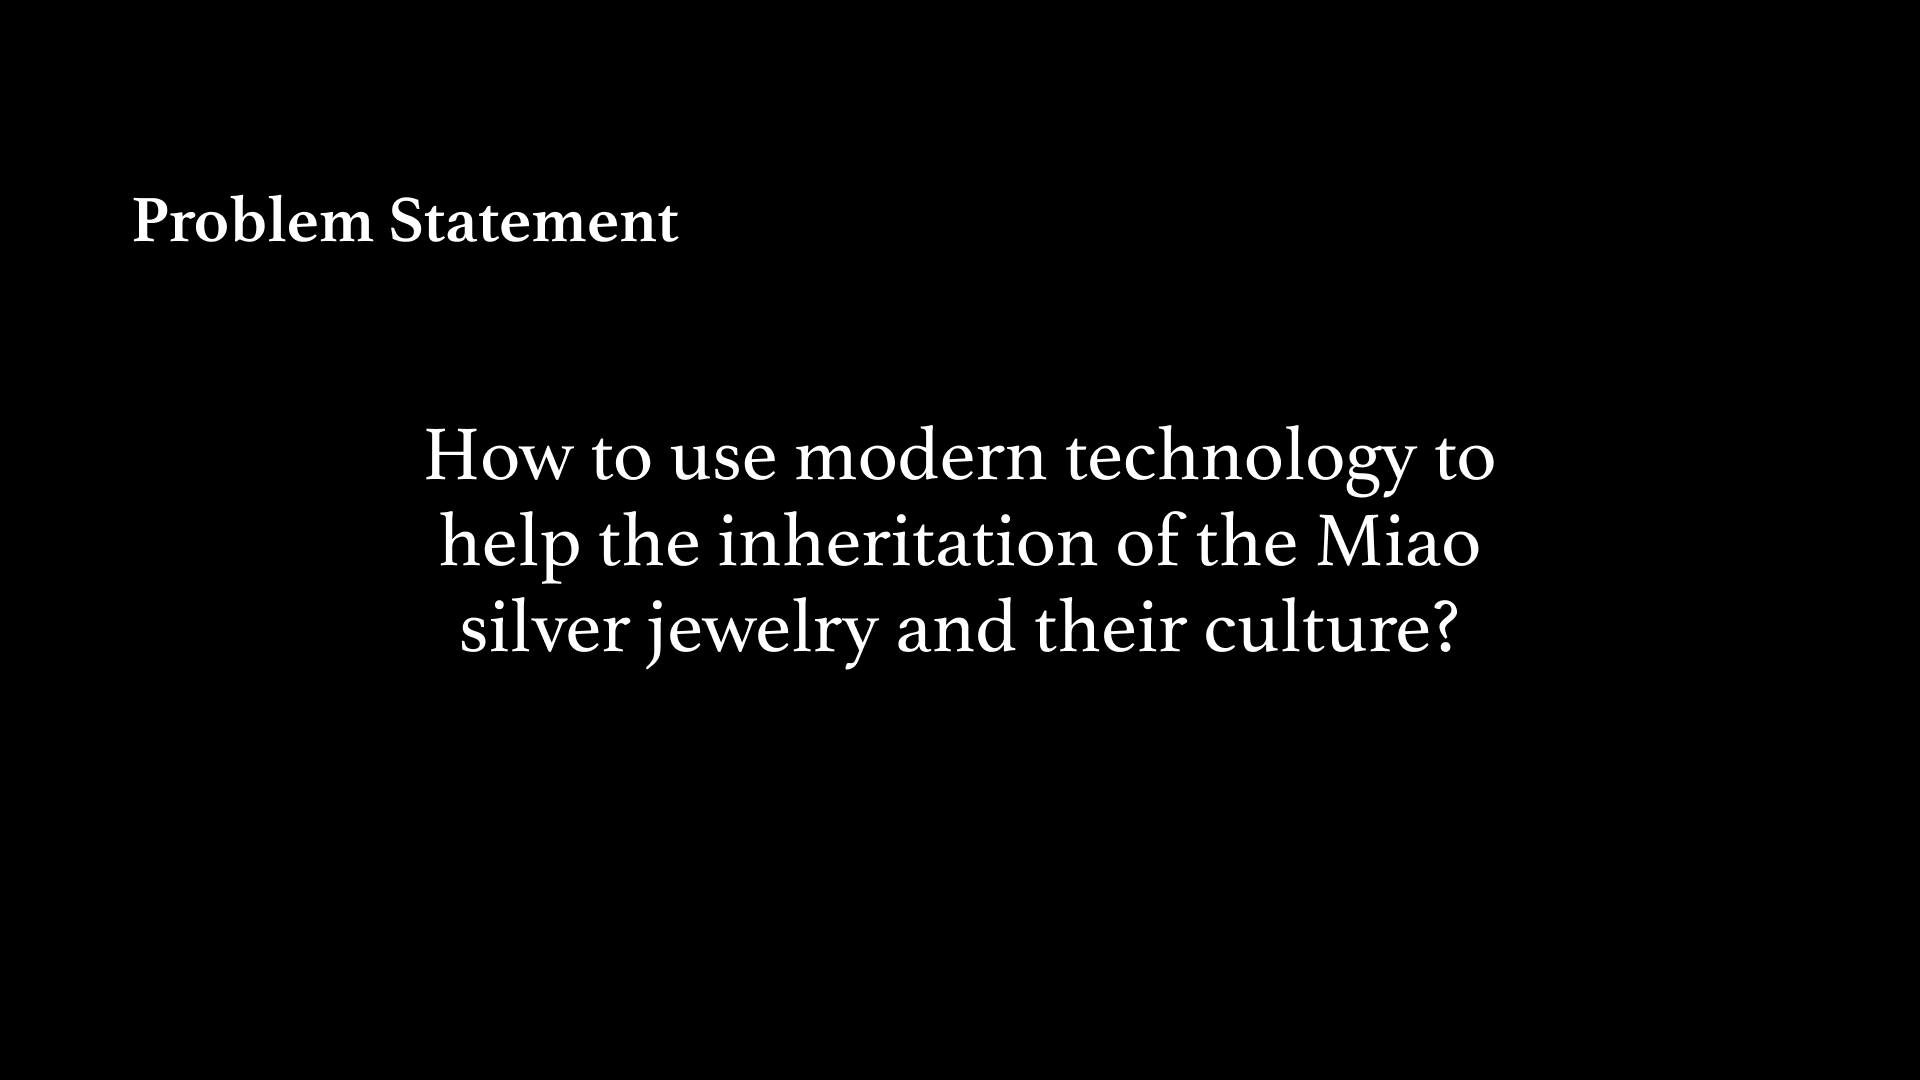 Problem Statement
How to use modern technology to
help the inheritation of the Miao
silver jewelry and their culture?